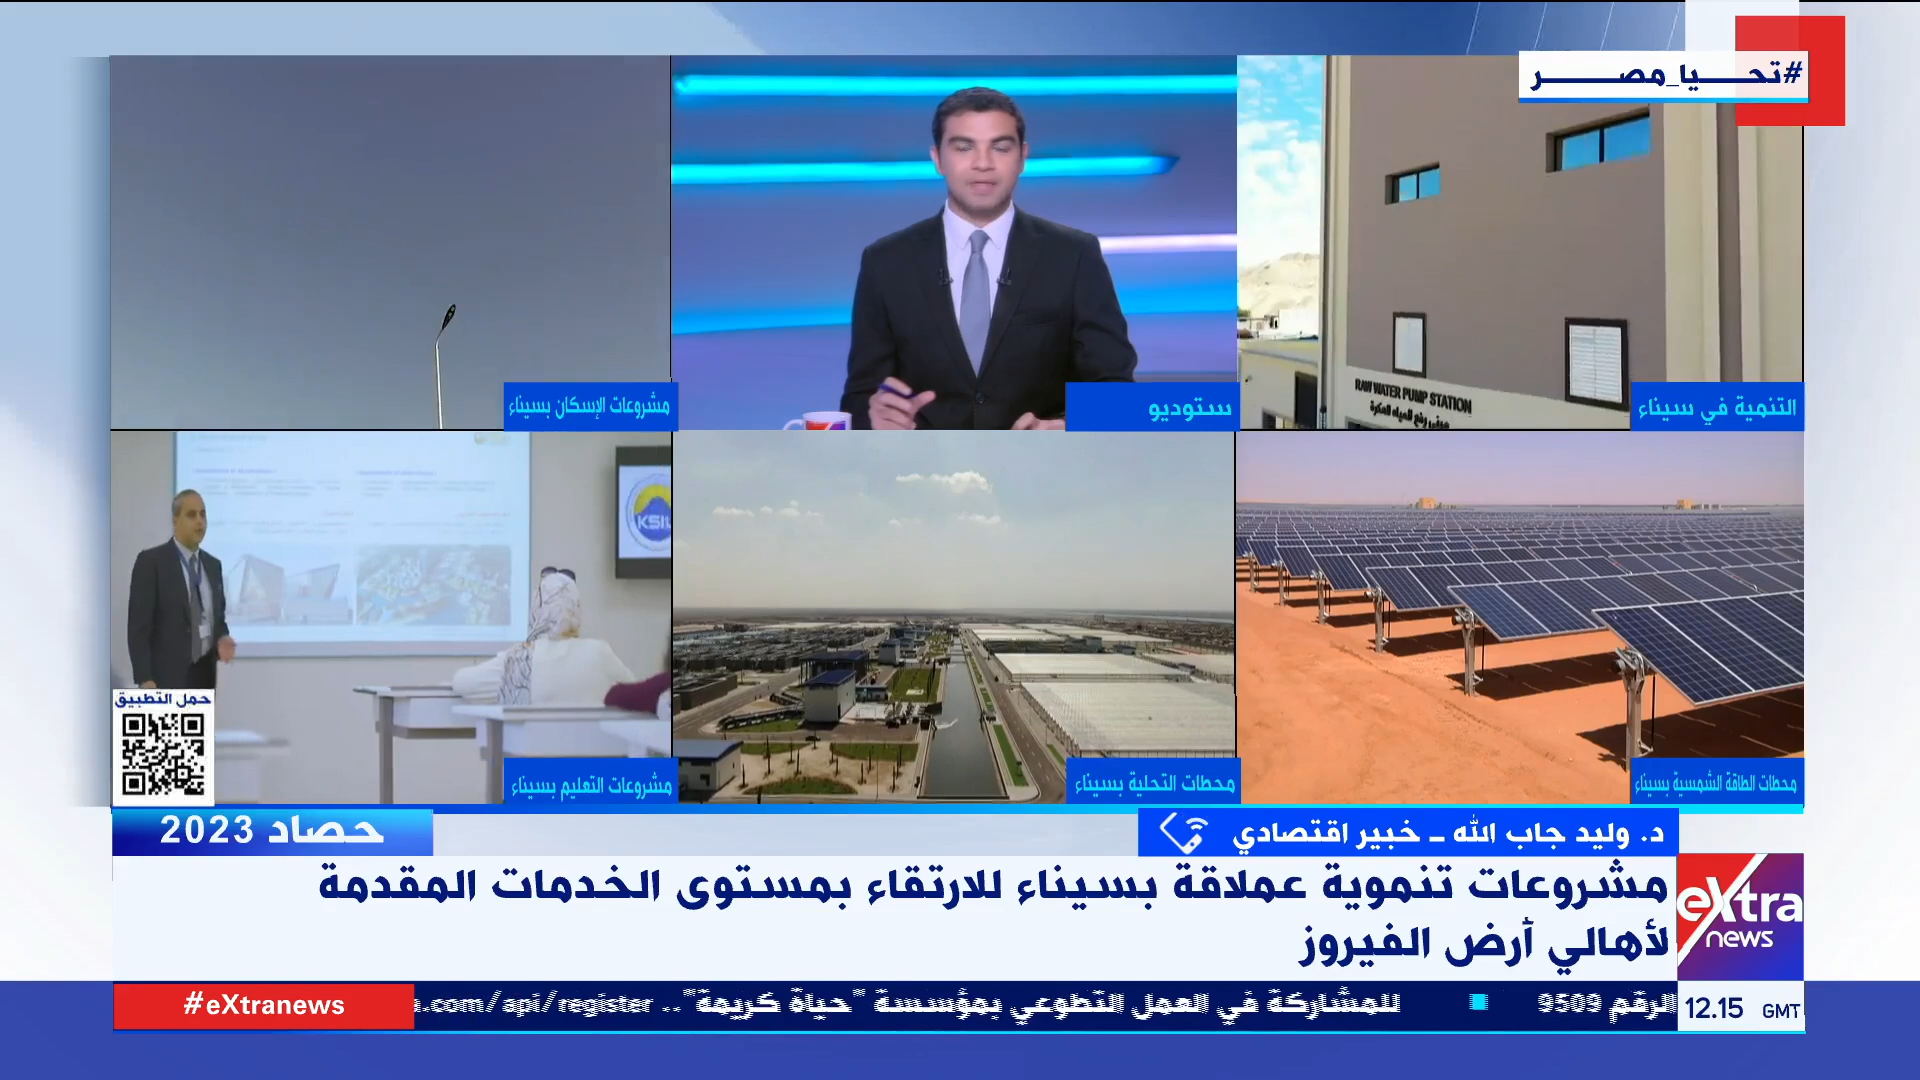 #تحـــيا_مصـــــر
RAW WATER PUMP STATION
مشروعات الإسكان بسيناء
ستوديو
التنمية في سيناء
KSIU
حمل التطبيق
مشروعات التعليم بسيناء
محطات التحلية بسيناء
محطات الطاقة الشمسية بسيناء
حصاد 2023
د. وليد جاب الله - خبير اقتصادي
مشروعات تنموية عملاقة بسيناء للارتقاء بمستوى الخدمات المقدمة
لأهالي أرض الفيروز
eXtra
news
#eXtranews
الرقم 9509 للمشاركة في العمل التطوعي بمؤسسة "حياة كريمة" .. .com/api/register
12.15 GMT